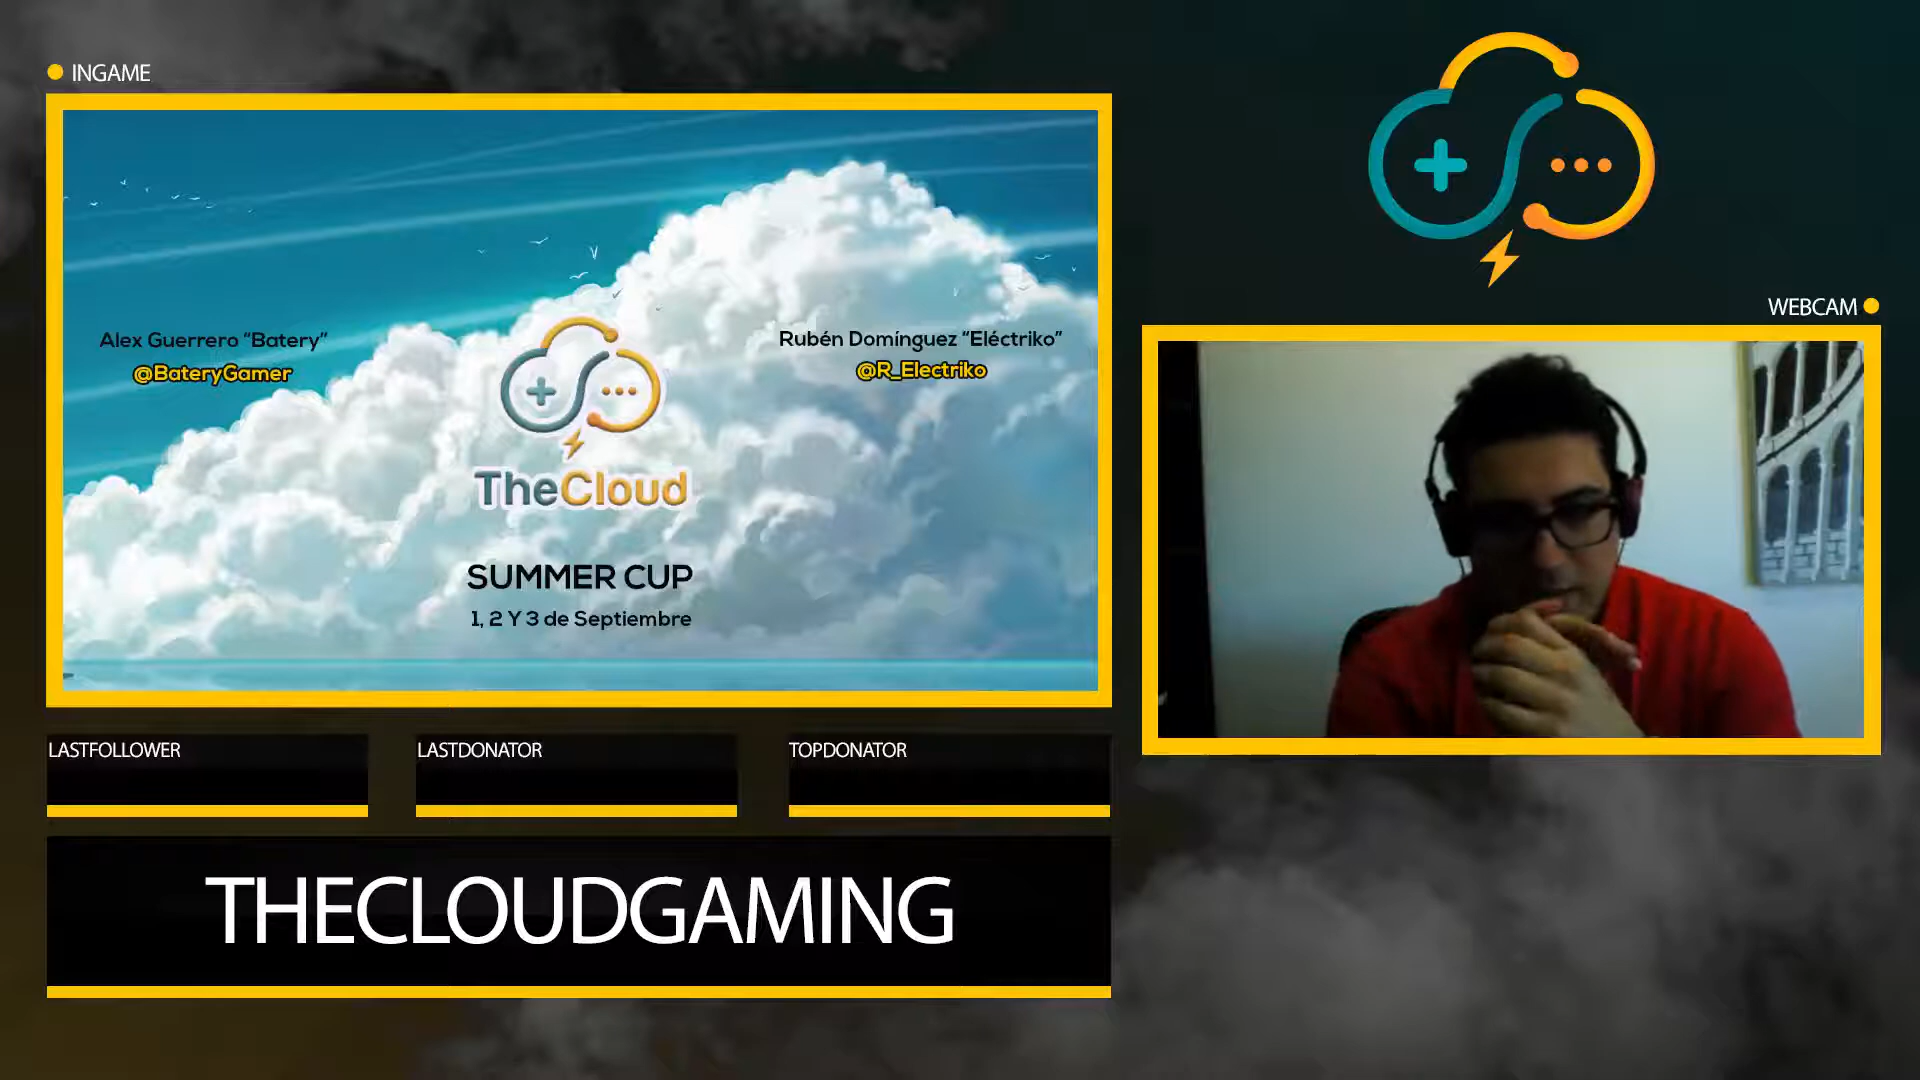 INGAME
Alex Guerrero “Batery”
@BateryGamer
Rubén Domínguez “Eléctriko”
@R_Electriko
TheCloud
SUMMER CUP
1, 2 Y 3 de Septiembre
WEBCAM
LASTFOLLOWER
LASTDONATOR
TOPDONATOR
THECLOUDGAMING